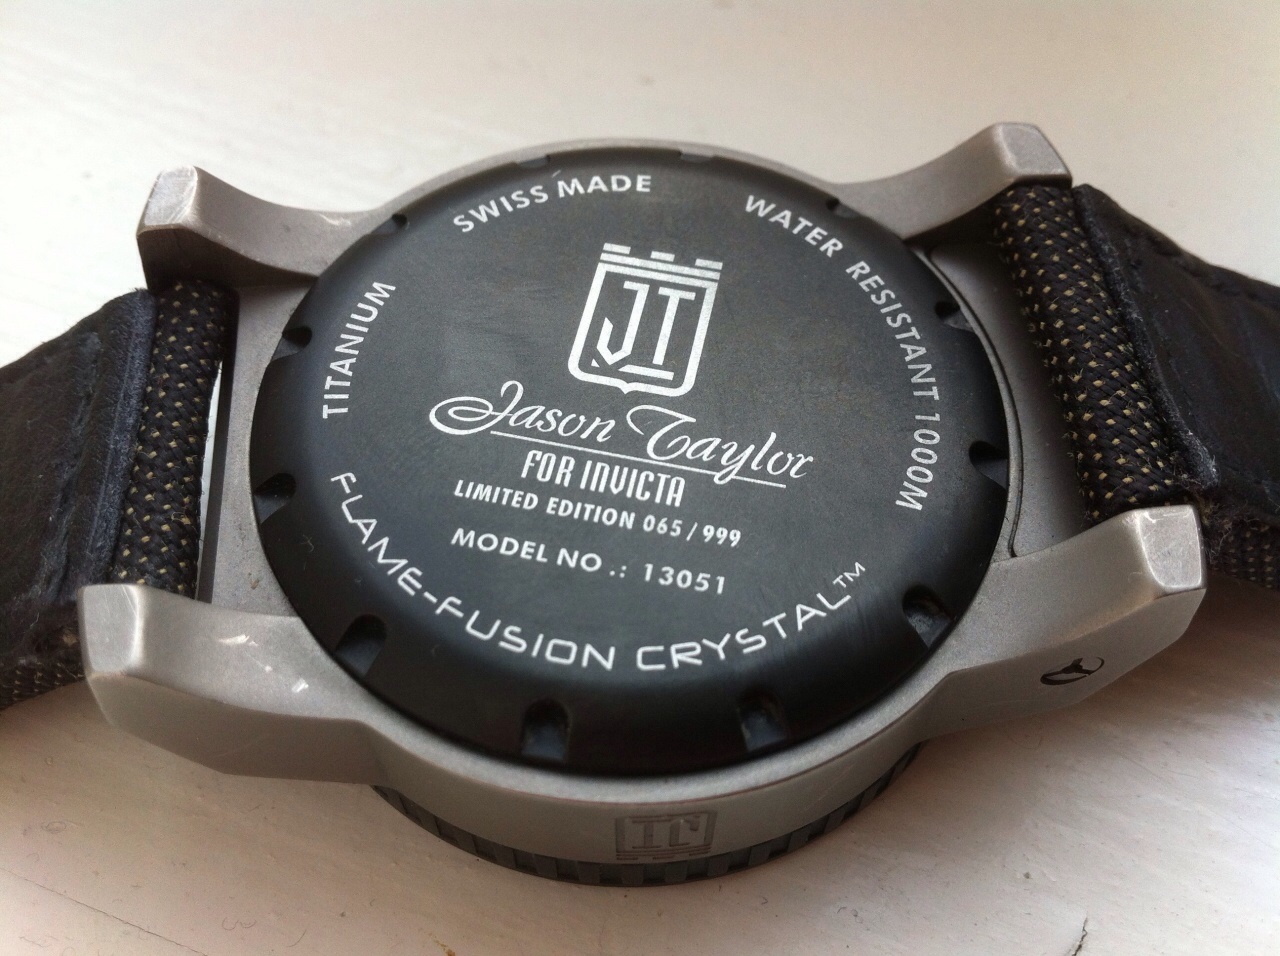 SWISS MADE
WATER RESISTANT 1000M
TITANIUM
JT
Jason Taylor
FOR INVICTA
LIMITED EDITION 065/999
MODEL NO.: 13051
FLAME-FUSION CRYSTAL™
JT